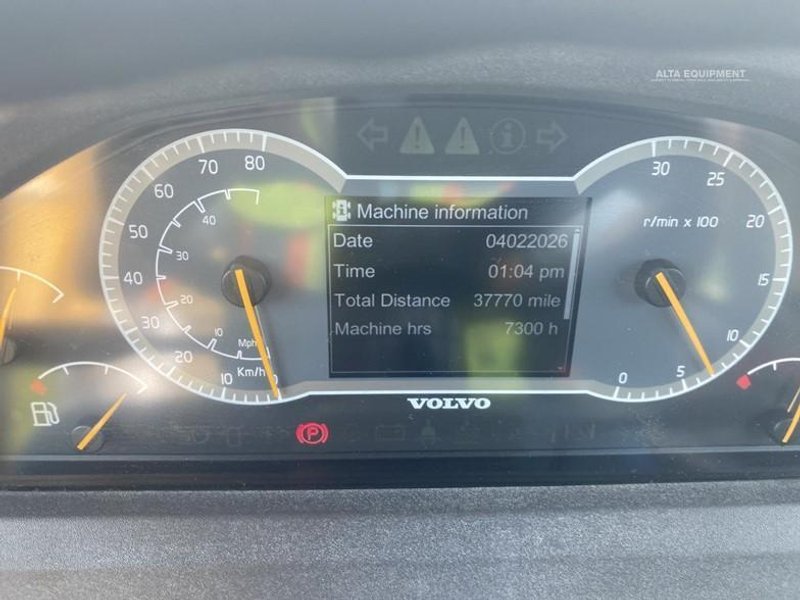 ALTA EQUIPMENT
Machine information
Date 04022026
Time 01:04 pm
Total Distance 37770 mile
Machine hrs 7300 h
80
70
60
50
40
30
20
10
0
Km/h
40
30
20
10
Mph
30
25
20
15
10
5
0
r/min x 100
VOLVO
P